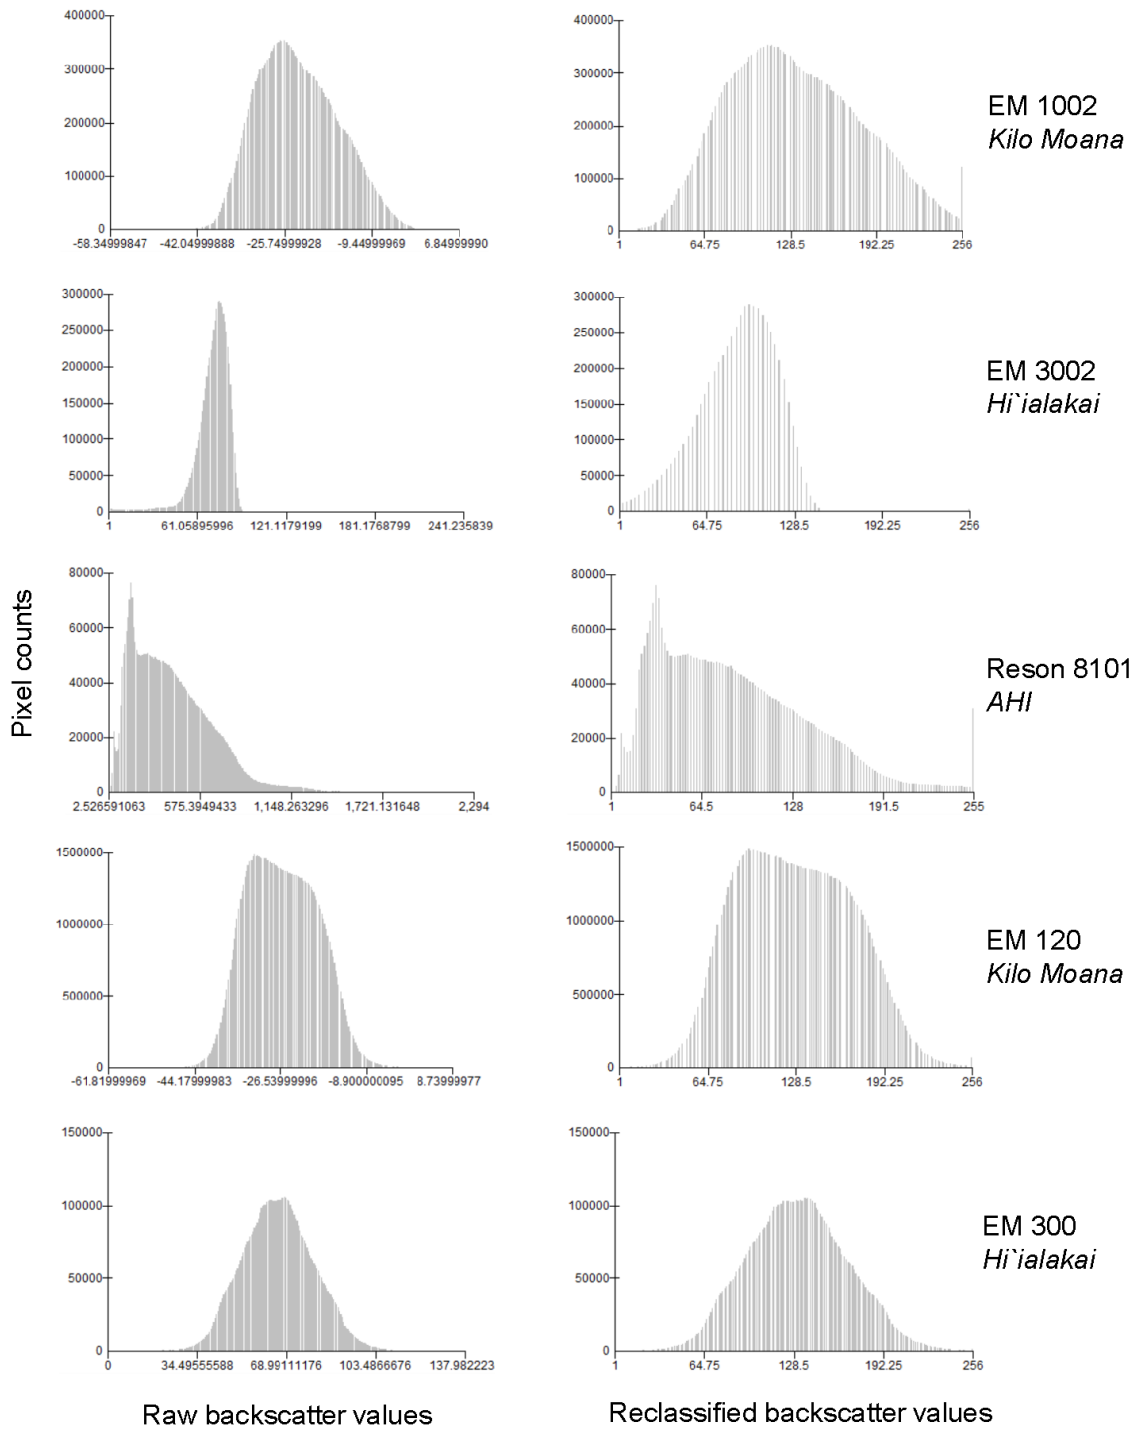 400000
300000
200000
100000
0
-58.34999847 -42.04999888 -25.74999928 -9.44999969 6.84999990
400000
300000
200000
100000
0
1 64.75 128.5 192.25 256
EM 1002
Kilo Moana
300000
250000
200000
150000
100000
50000
0
1 61.05895996 121.1179199 181.1768799 241.235839
300000
250000
200000
150000
100000
50000
0
1 64.75 128.5 192.25 256
EM 3002
Hi`ialakai
Pixel counts
80000
60000
40000
20000
0
2.526591063 575.3949433 1,148.263296 1,721.131648 2,294
80000
60000
40000
20000
0
1 64.5 128 191.5 255
Reson 8101
AHI
1500000
1000000
500000
0
-61.81999969 -44.17999983 -26.53999996 -8.900000095 8.73999977
1500000
1000000
500000
0
1 64.75 128.5 192.25 256
EM 120
Kilo Moana
150000
100000
50000
0
0 34.49555588 68.99111176 103.4866676 137.982223
150000
100000
50000
0
1 64.75 128.5 192.25 256
EM 300
Hi`ialakai
Raw backscatter values
Reclassified backscatter values